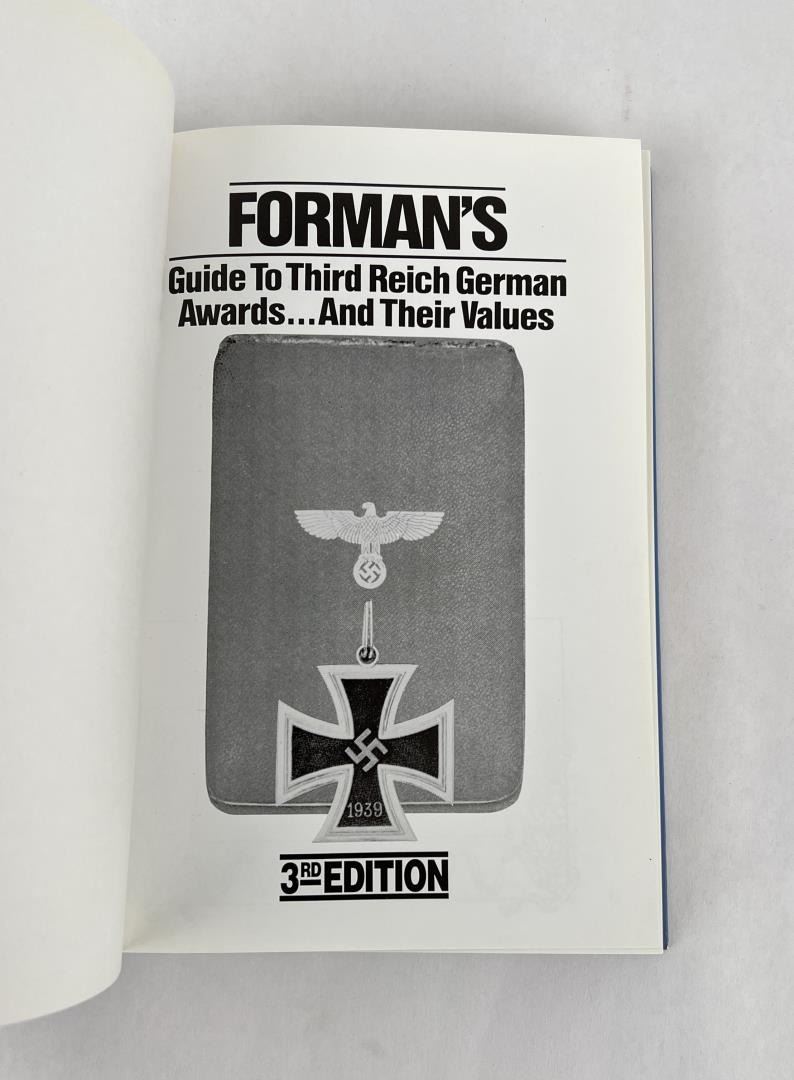 FORMAN'S
Guide To Third Reich German
Awards...And Their Values
1939
3RD EDITION